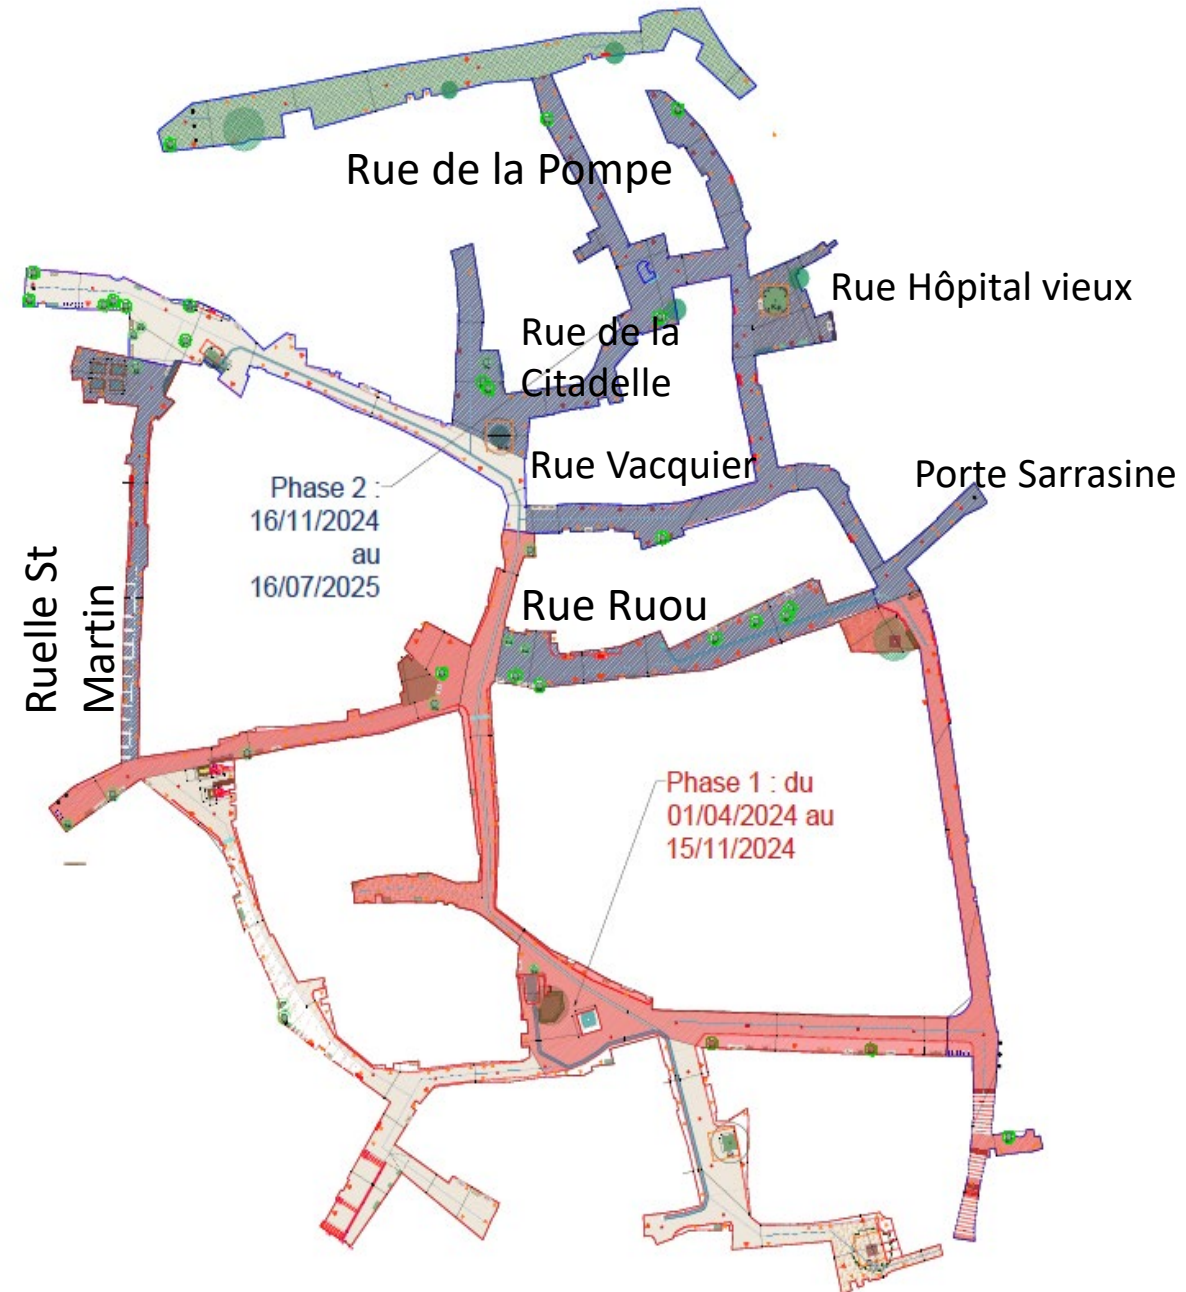 Rue de la Pompe
Rue Hôpital vieux
Rue de la
Citadelle
Rue Vacquier
Porte Sarrasine
Phase 2 :
16/11/2024
au
16/07/2025
Ruelle St
Martin
Rue Ruou
Phase 1 : du
01/04/2024 au
15/11/2024